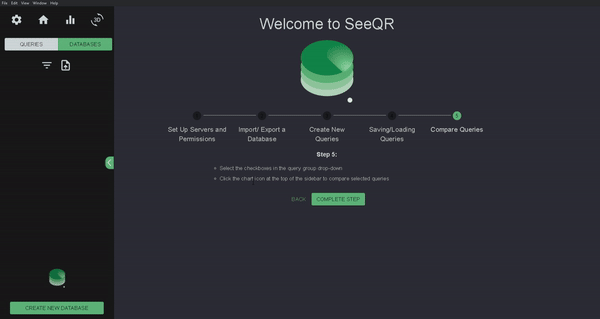 File Edit View Window Help
3D
QUERIES DATABASES
Welcome to SeeQR
5
Set Up Servers and Permissions
Import/ Export a Database
Create New Queries
Saving/Loading Queries
Compare Queries
Step 5:
Select the checkboxes in the query group drop-down
Click the chart icon at the top of the sidebar to compare selected queries
BACK COMPLETE STEP
CREATE NEW DATABASE